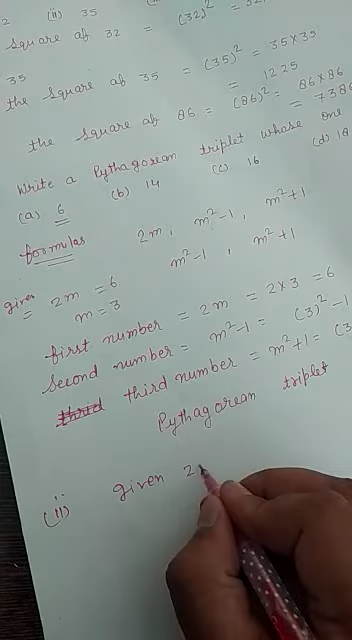 2 (ii) 35
Square of 32 = (32)² = 32
35
the Square of 35 = (35)² = 35×35
= 1225
the Square of 86 = (86)² = 86×86
= 7386
Write a Pythagorean triplet whose one
(a) 6 (b) 14 (c) 16 (d) 18
formulas 2m, m²-1, m²+1
m²-1, m²+1
given = 2m = 6
m = 3
first number = 2m = 2×3 = 6
Second number = m²-1 = (3)² - 1
third number = m²+1 = (3
Pythagorean triplet
(ii) given 2